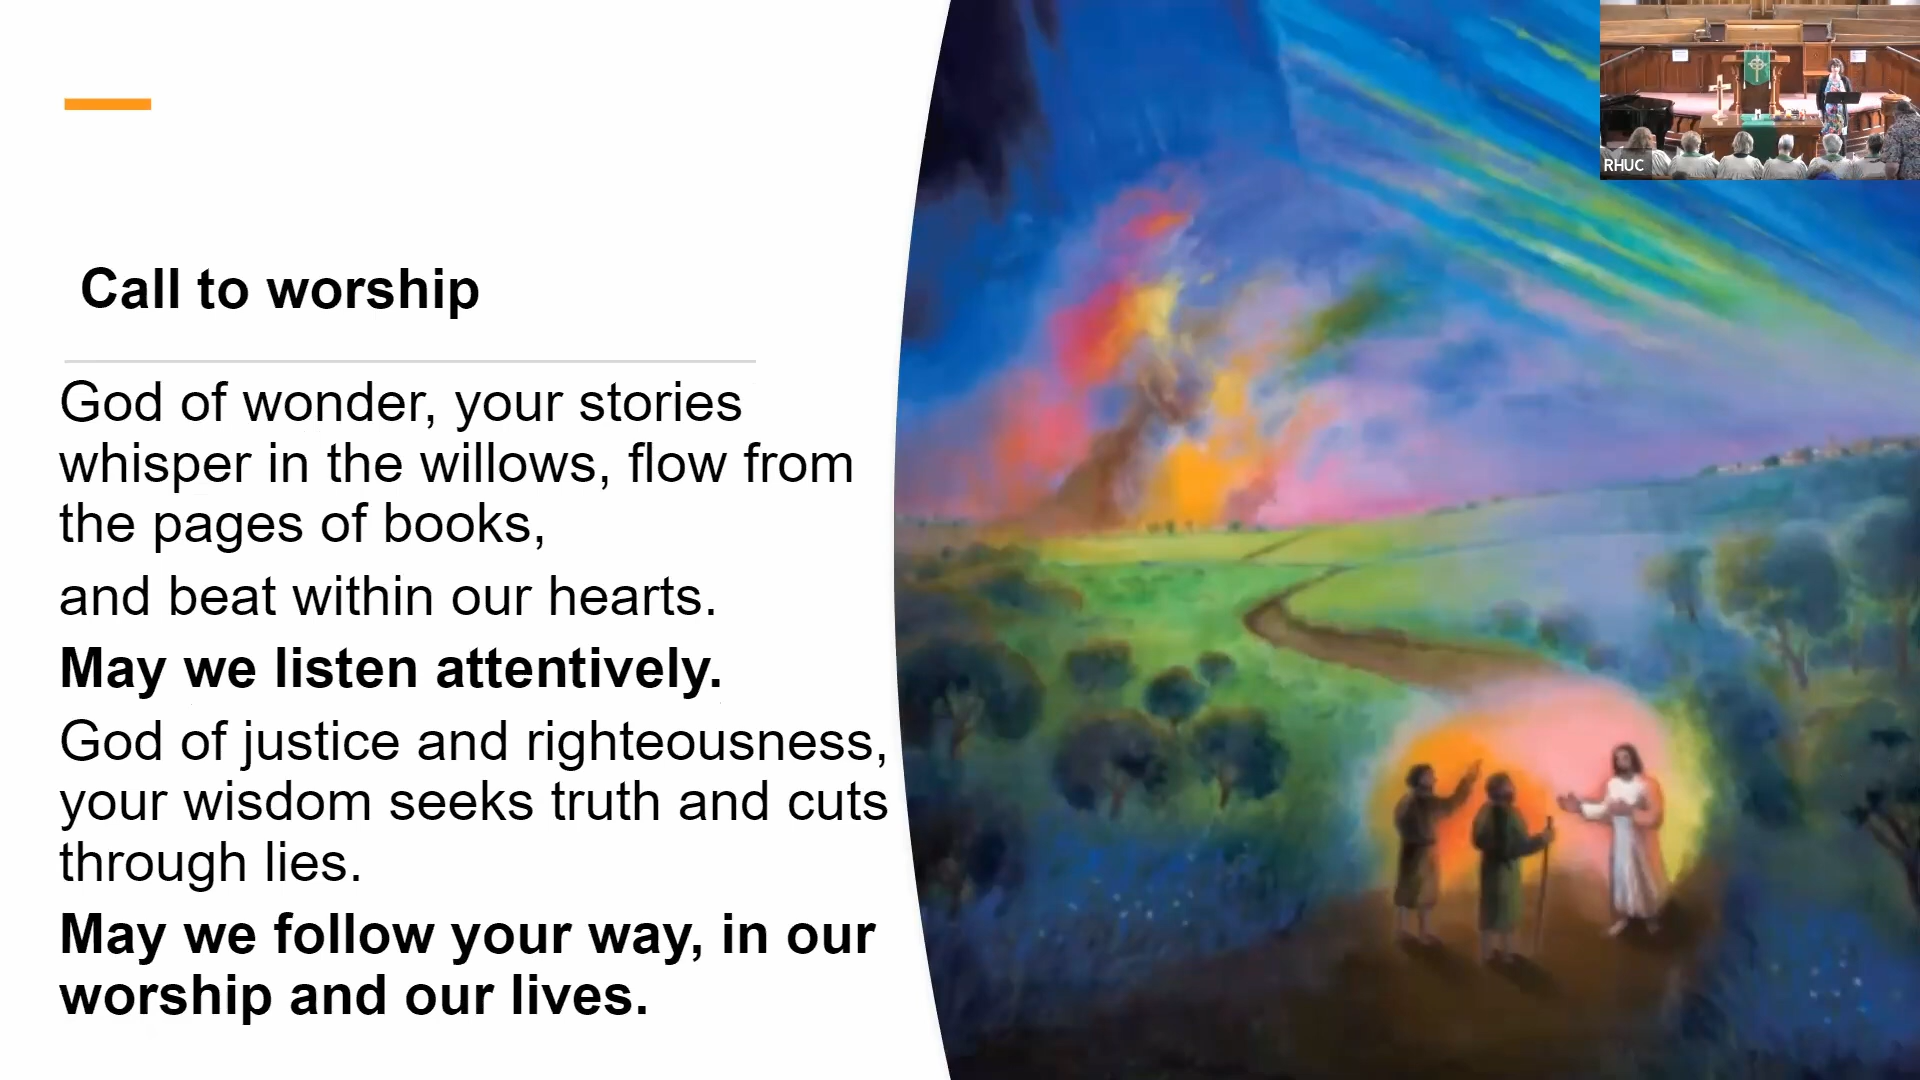 RHUC
Call to worship
God of wonder, your stories
whisper in the willows, flow from
the pages of books,
and beat within our hearts.
May we listen attentively.
God of justice and righteousness,
your wisdom seeks truth and cuts
through lies.
May we follow your way, in our
worship and our lives.